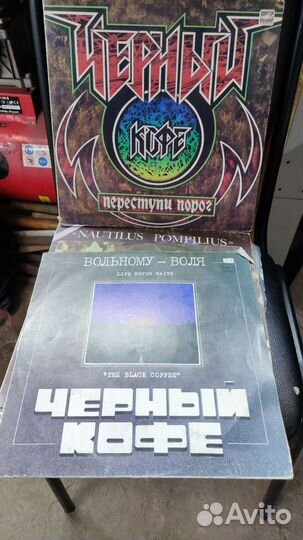 ЧЕРНЫЙ
КОФЕ
переступи порог
«NAUTILUS POMPILIUS»
ВОЛЬНОМУ – ВОЛЯ
LIFE NEVER WAITS
"THE BLACK COFFEE"
ЧЕРНЫЙ
КОФЕ
Avito